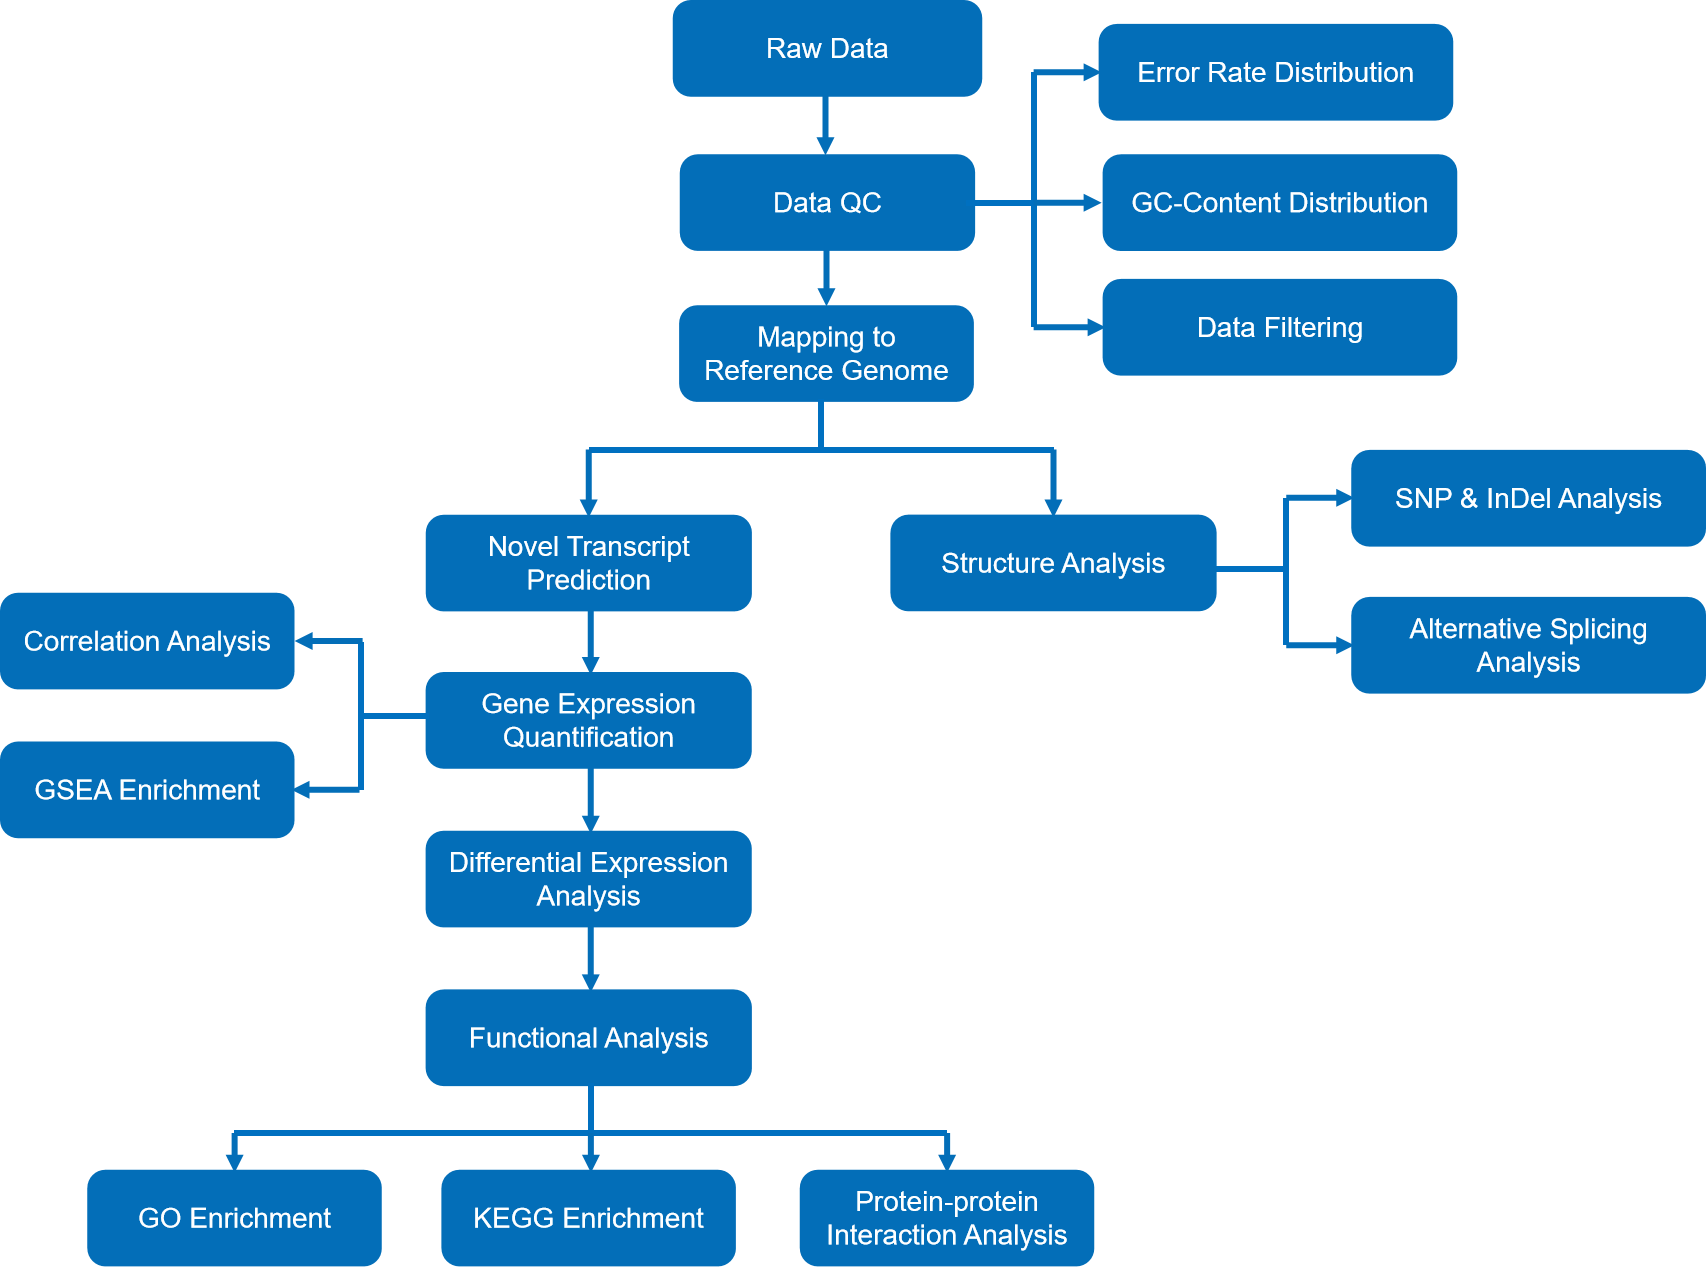 Raw Data
Error Rate Distribution
Data QC
GC-Content Distribution
Data Filtering
Mapping to
Reference Genome
SNP & InDel Analysis
Novel Transcript
Prediction
Structure Analysis
Alternative Splicing
Analysis
Correlation Analysis
Gene Expression
Quantification
GSEA Enrichment
Differential Expression
Analysis
Functional Analysis
GO Enrichment
KEGG Enrichment
Protein-protein
Interaction Analysis